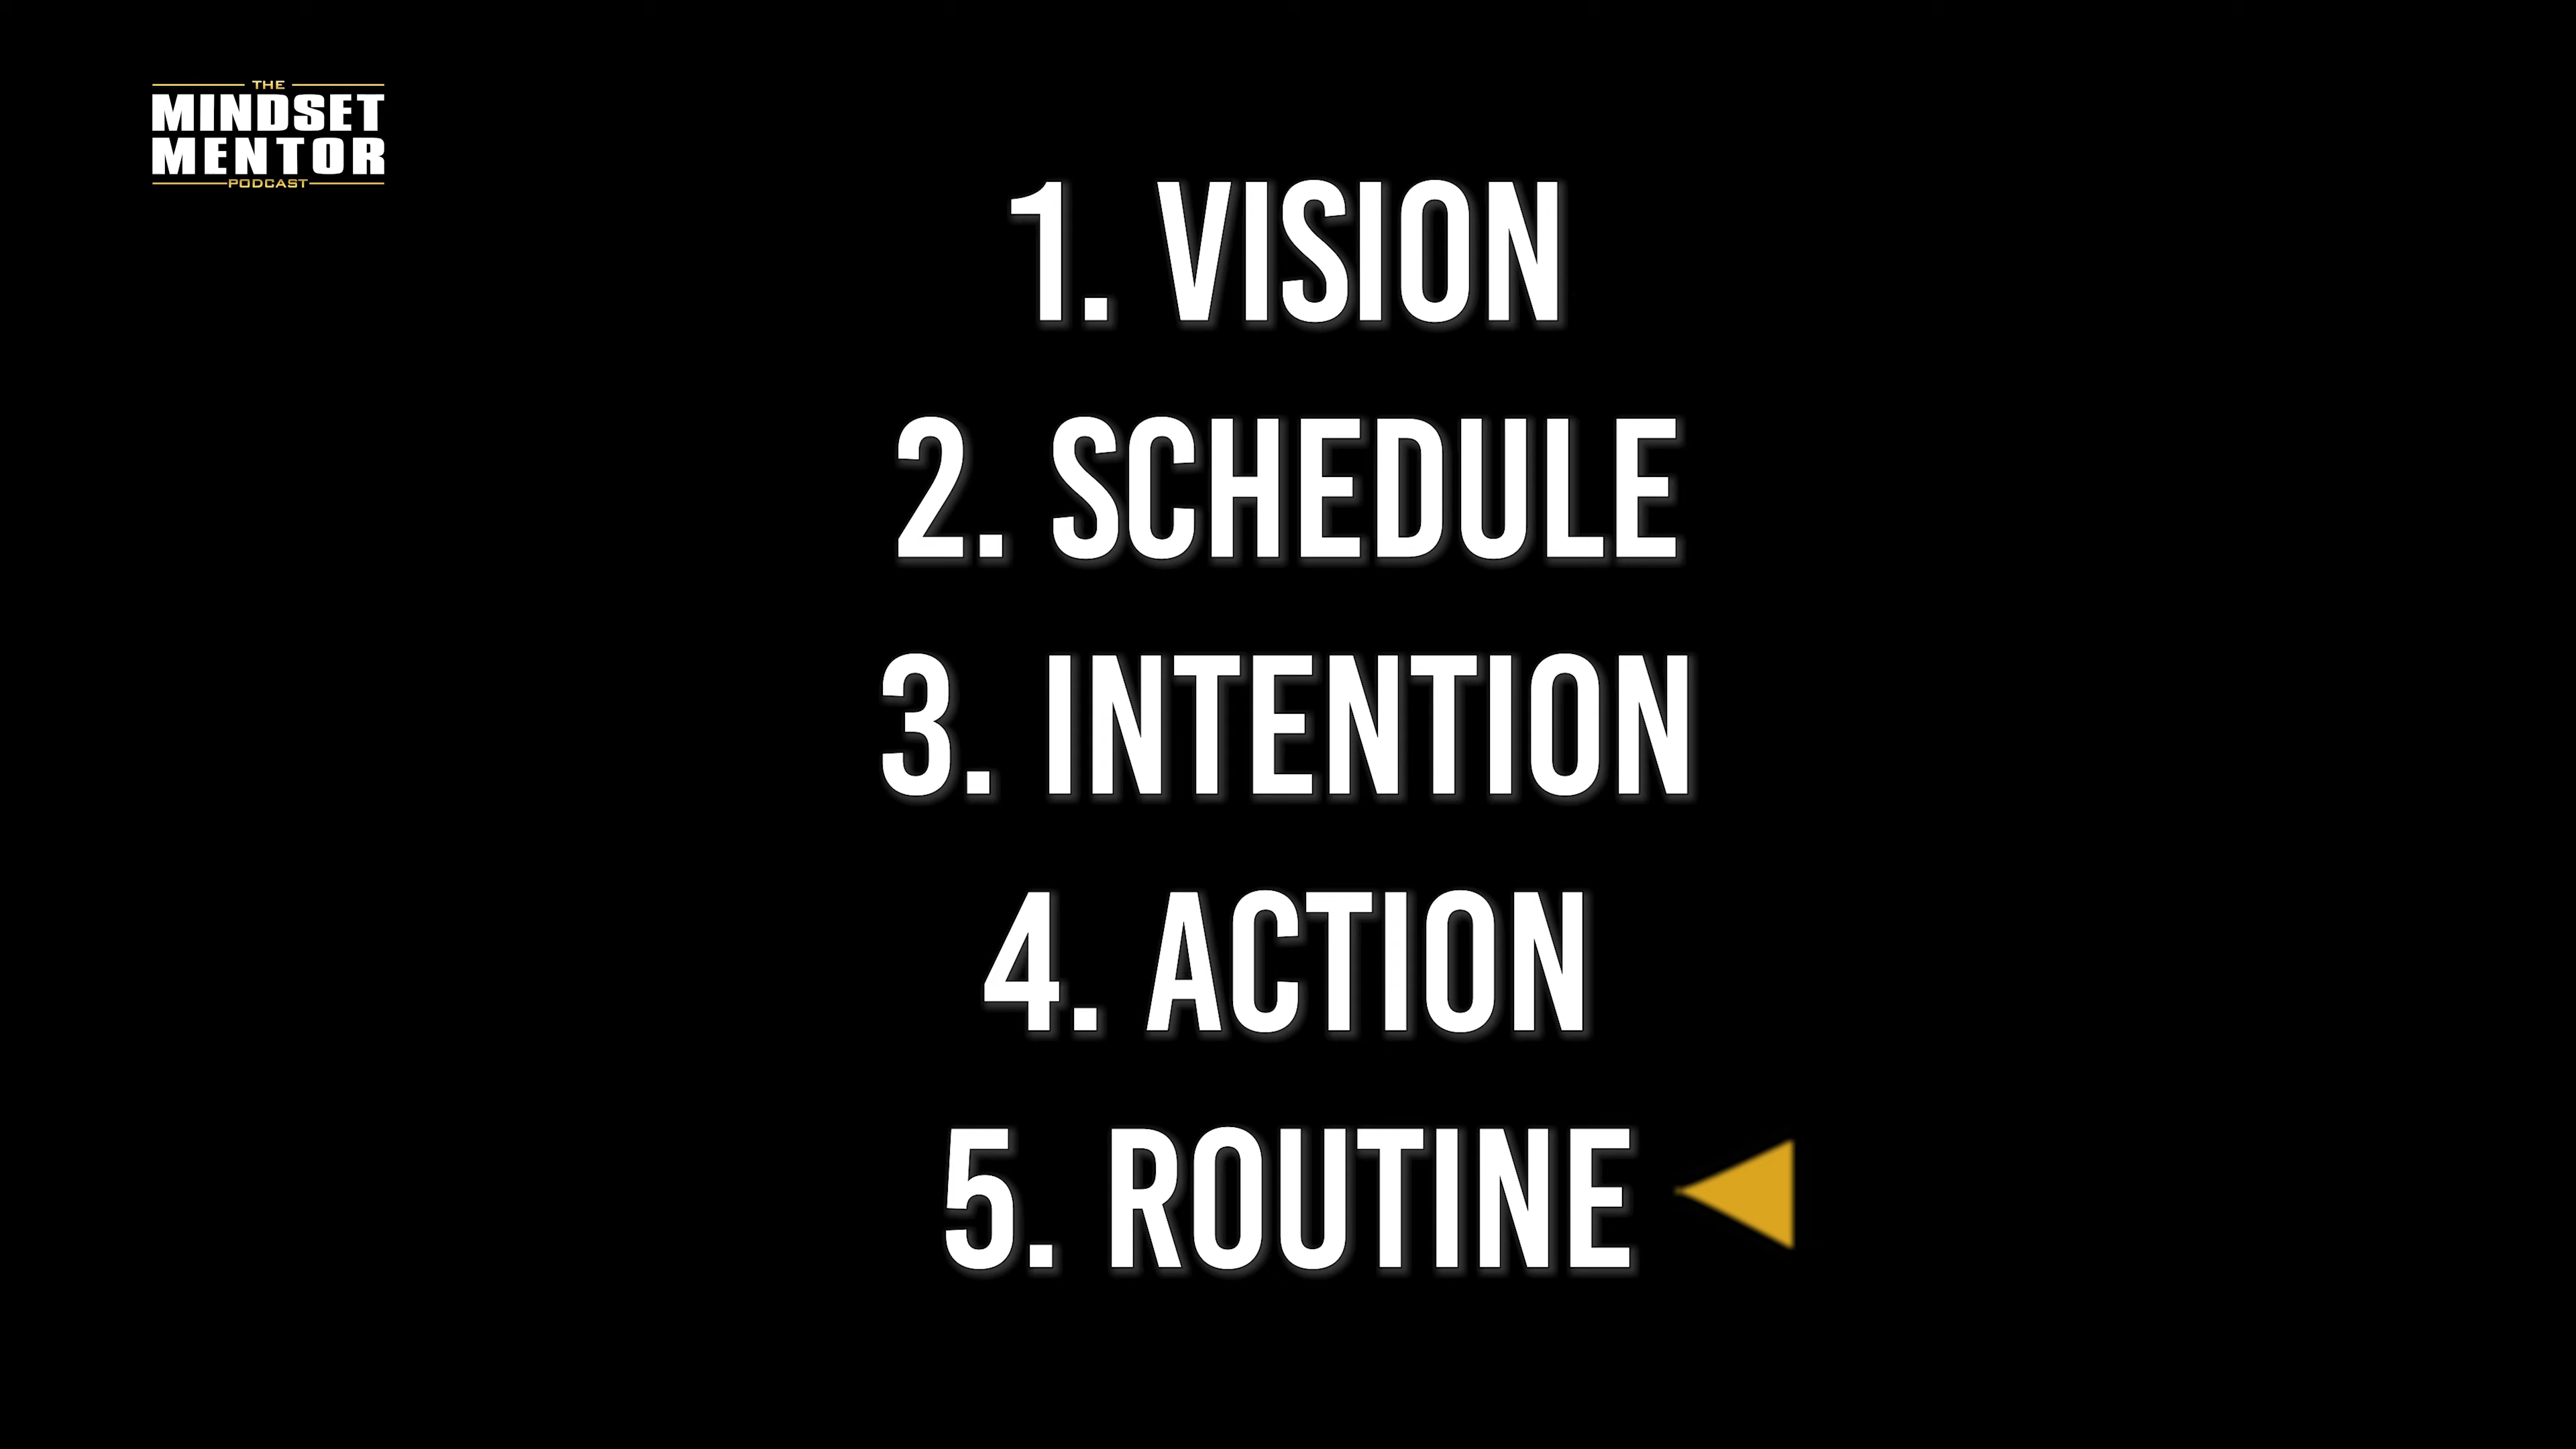 THE
MINDSET
MENTOR
PODCAST
1. VISION
2. SCHEDULE
3. INTENTION
4. ACTION
5. ROUTINE